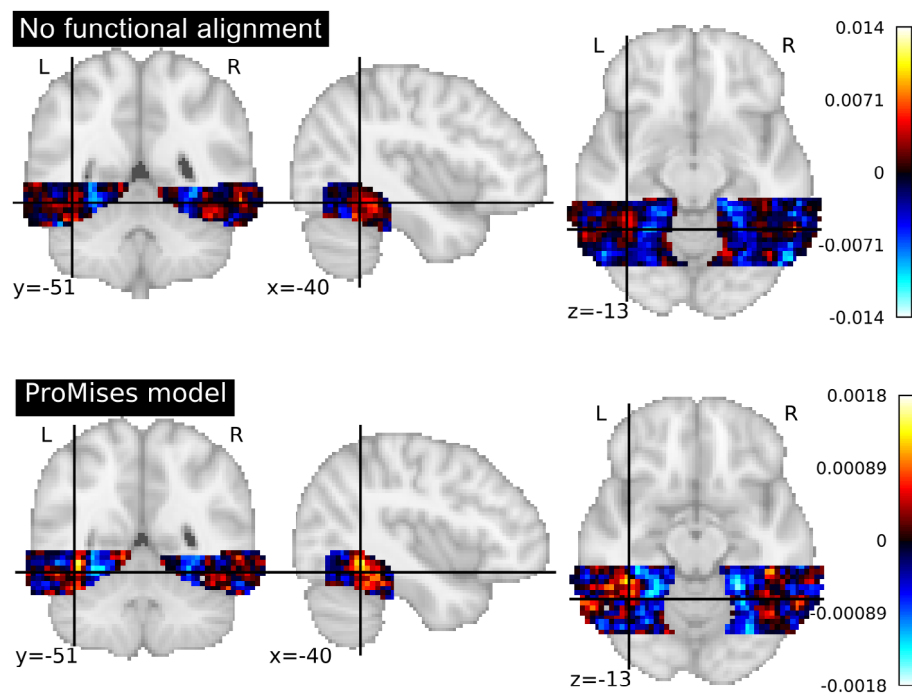 No functional alignment
L R L R
y=-51 x=-40 z=-13
0.014
0.0071
0
-0.0071
-0.014
ProMises model
L R L R
y=-51 x=-40 z=-13
0.0018
0.00089
0
-0.00089
-0.0018